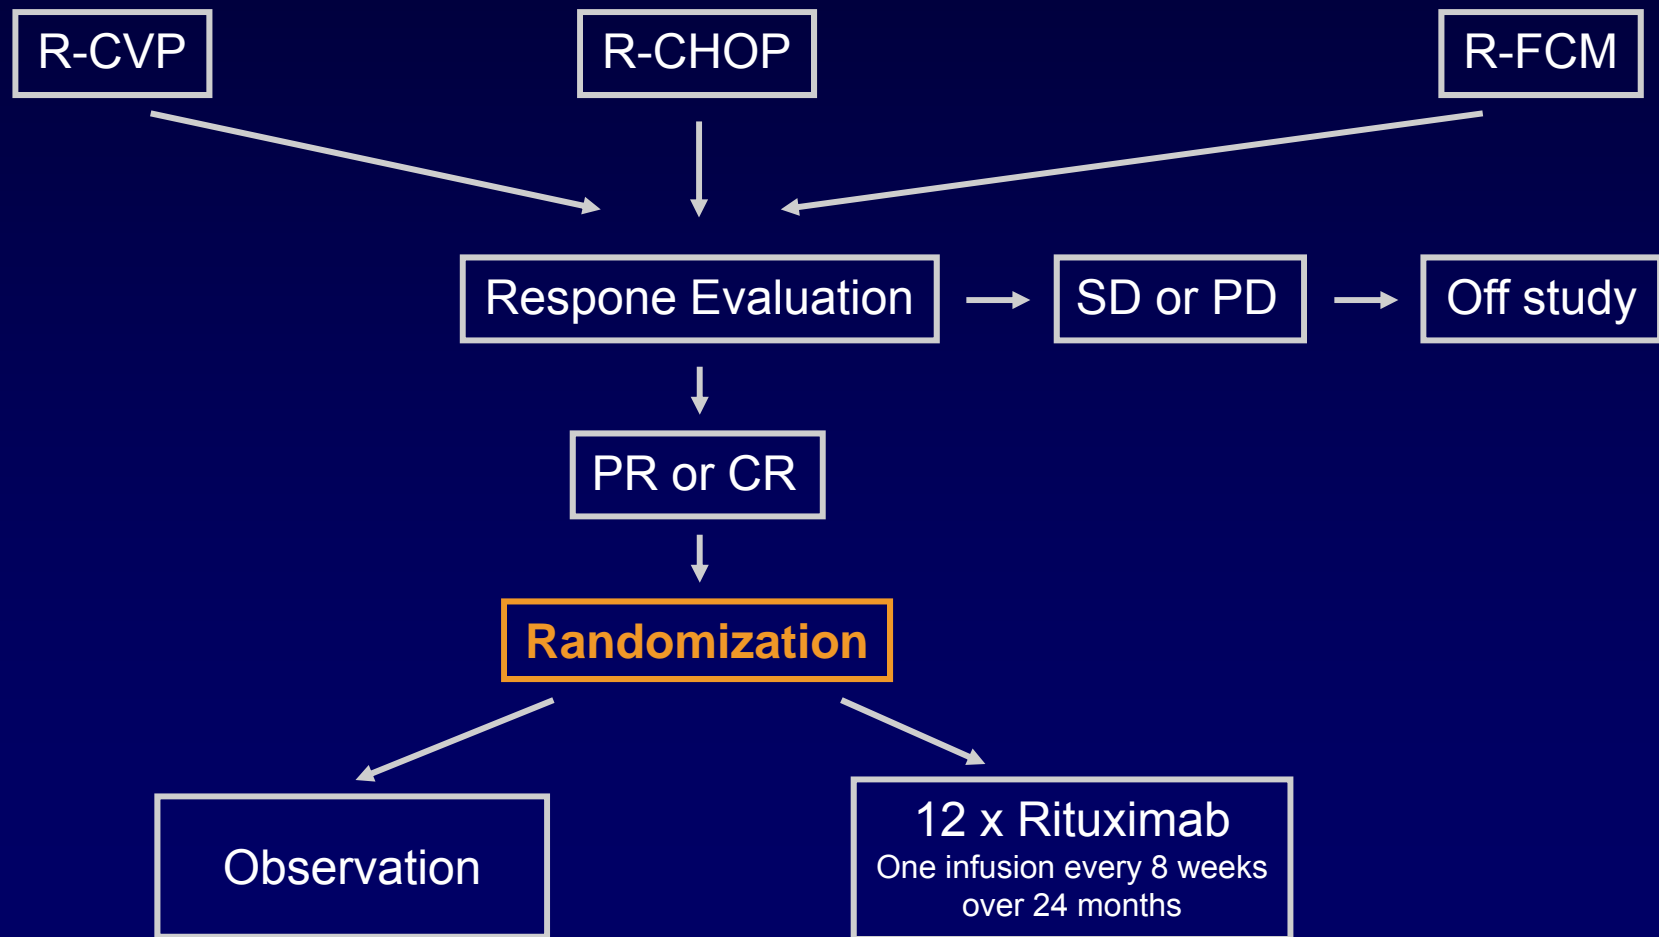 R-CVP
R-CHOP
R-FCM
Respone Evaluation
SD or PD
Off study
PR or CR
Randomization
Observation
12 x Rituximab
One infusion every 8 weeks
over 24 months